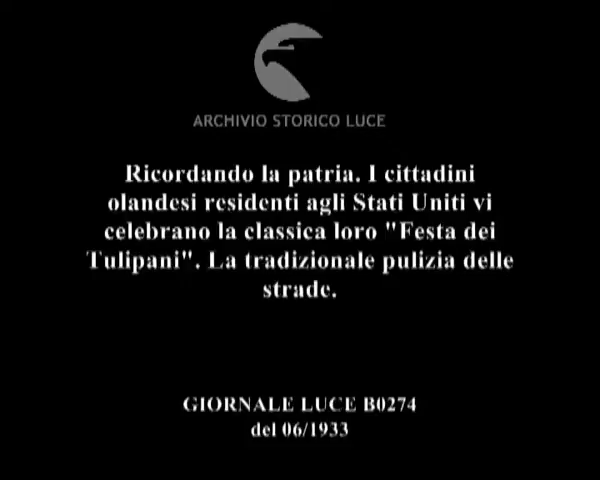 ARCHIVIO STORICO LUCE
Ricordando la patria. I cittadini
olandesi residenti agli Stati Uniti vi
celebrano la classica loro "Festa dei
Tulipani". La tradizionale pulizia delle
strade.
GIORNALE LUCE B0274
del 06/1933